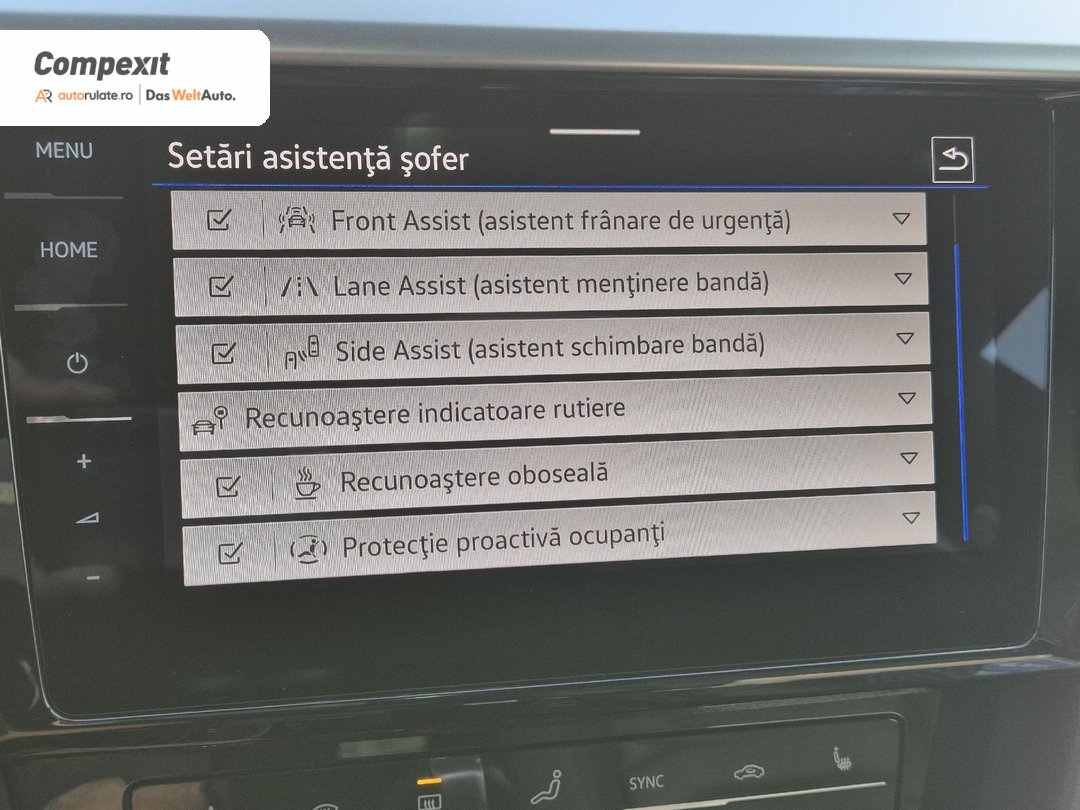 Compexit
autorulate.ro
Das WeltAuto.
MENU
Setări asistenţă şofer
HOME
Front Assist (asistent frânare de urgenţă)
Lane Assist (asistent menţinere bandă)
Side Assist (asistent schimbare bandă)
Recunoaştere indicatoare rutiere
Recunoaştere oboseală
Protecţie proactivă ocupanţi
+
-
SYNC